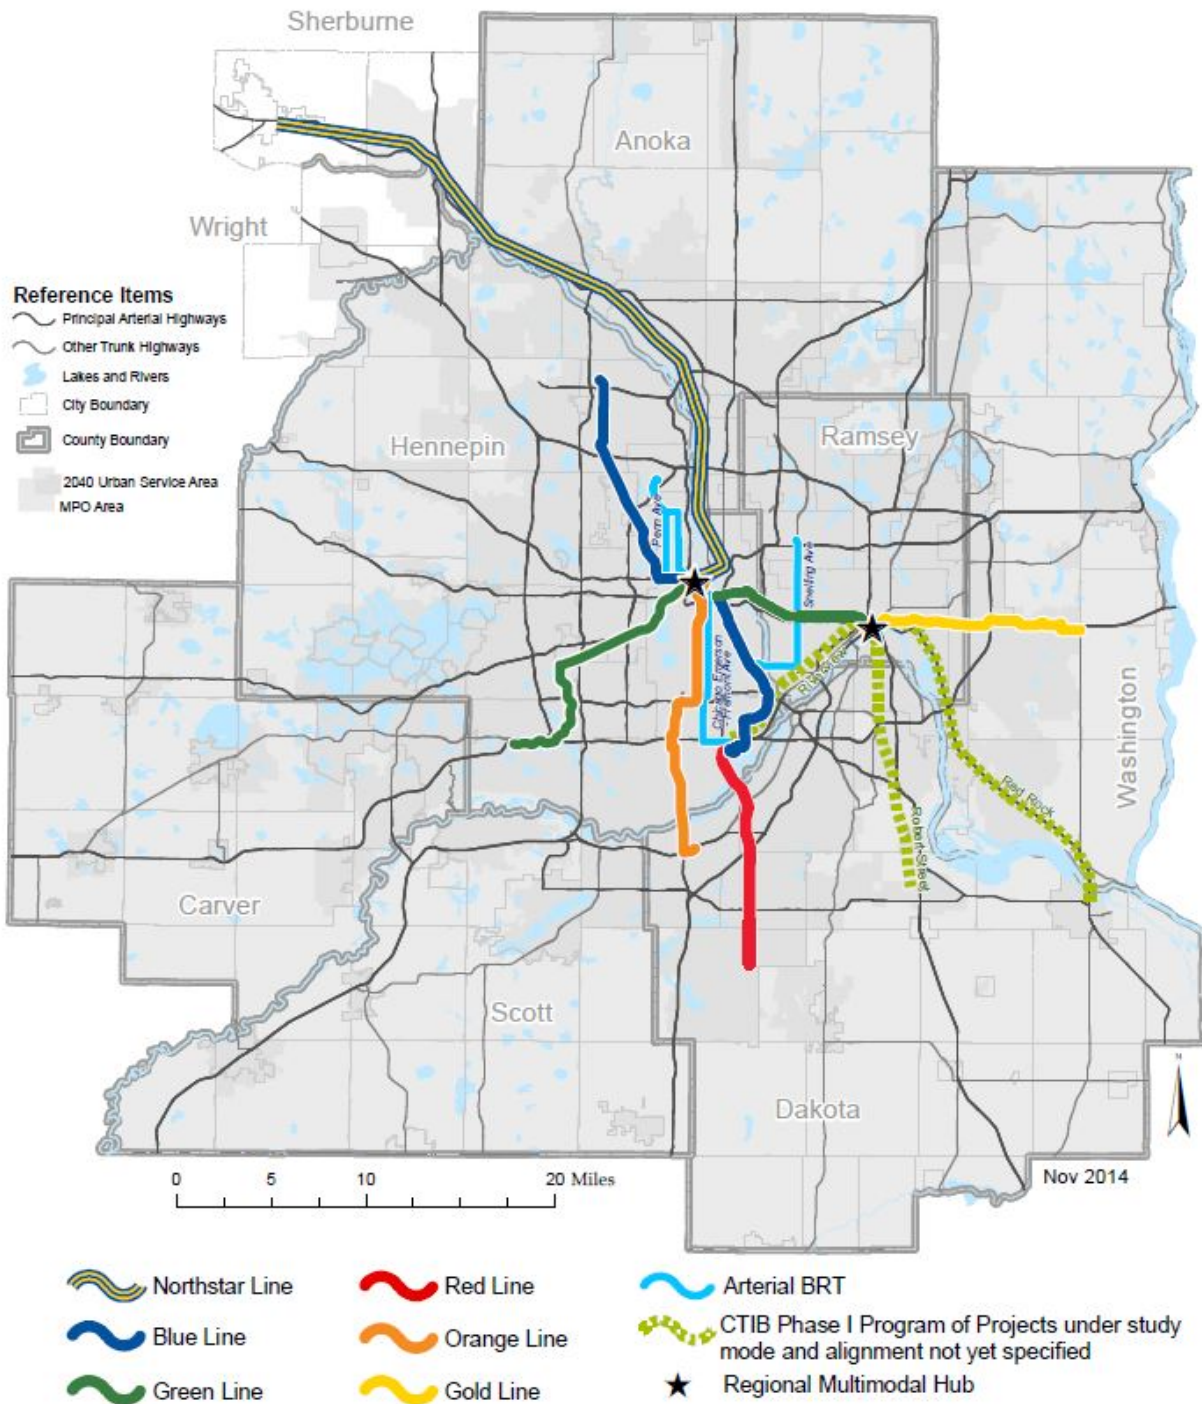 Sherburne
Anoka
Wright
Reference Items
Principal Arterial Highways
Other Trunk Highways
Lakes and Rivers
City Boundary
County Boundary
2040 Urban Service Area
MPO Area
Hennepin
Ramsey
Penn Ave
Snelling Ave
Chicago Emerson
- Fremont Ave
Riverview
Washington
Red Rock
Robert Street
Carver
Scott
Dakota
N
Nov 2014
0 5 10 20 Miles
Northstar Line
Red Line
Arterial BRT
Blue Line
Orange Line
CTIB Phase I Program of Projects under study
mode and alignment not yet specified
Green Line
Gold Line
Regional Multimodal Hub